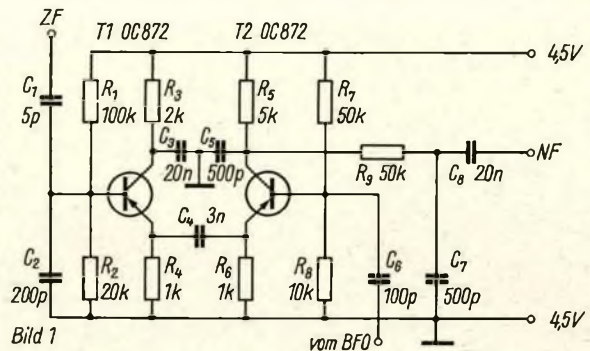 ZF
T1 OC872
T2 OC872
4,5V
C1
5p
R1
100k
R3
2k
R5
5k
R7
50k
C3
20n
C5
500p
R9 50k
C8 20n
NF
C4 3n
C2
200p
R2
20k
R4
1k
R6
1k
R8
10k
C6
100p
C7
500p
4,5V
Bild 1
vom BFO